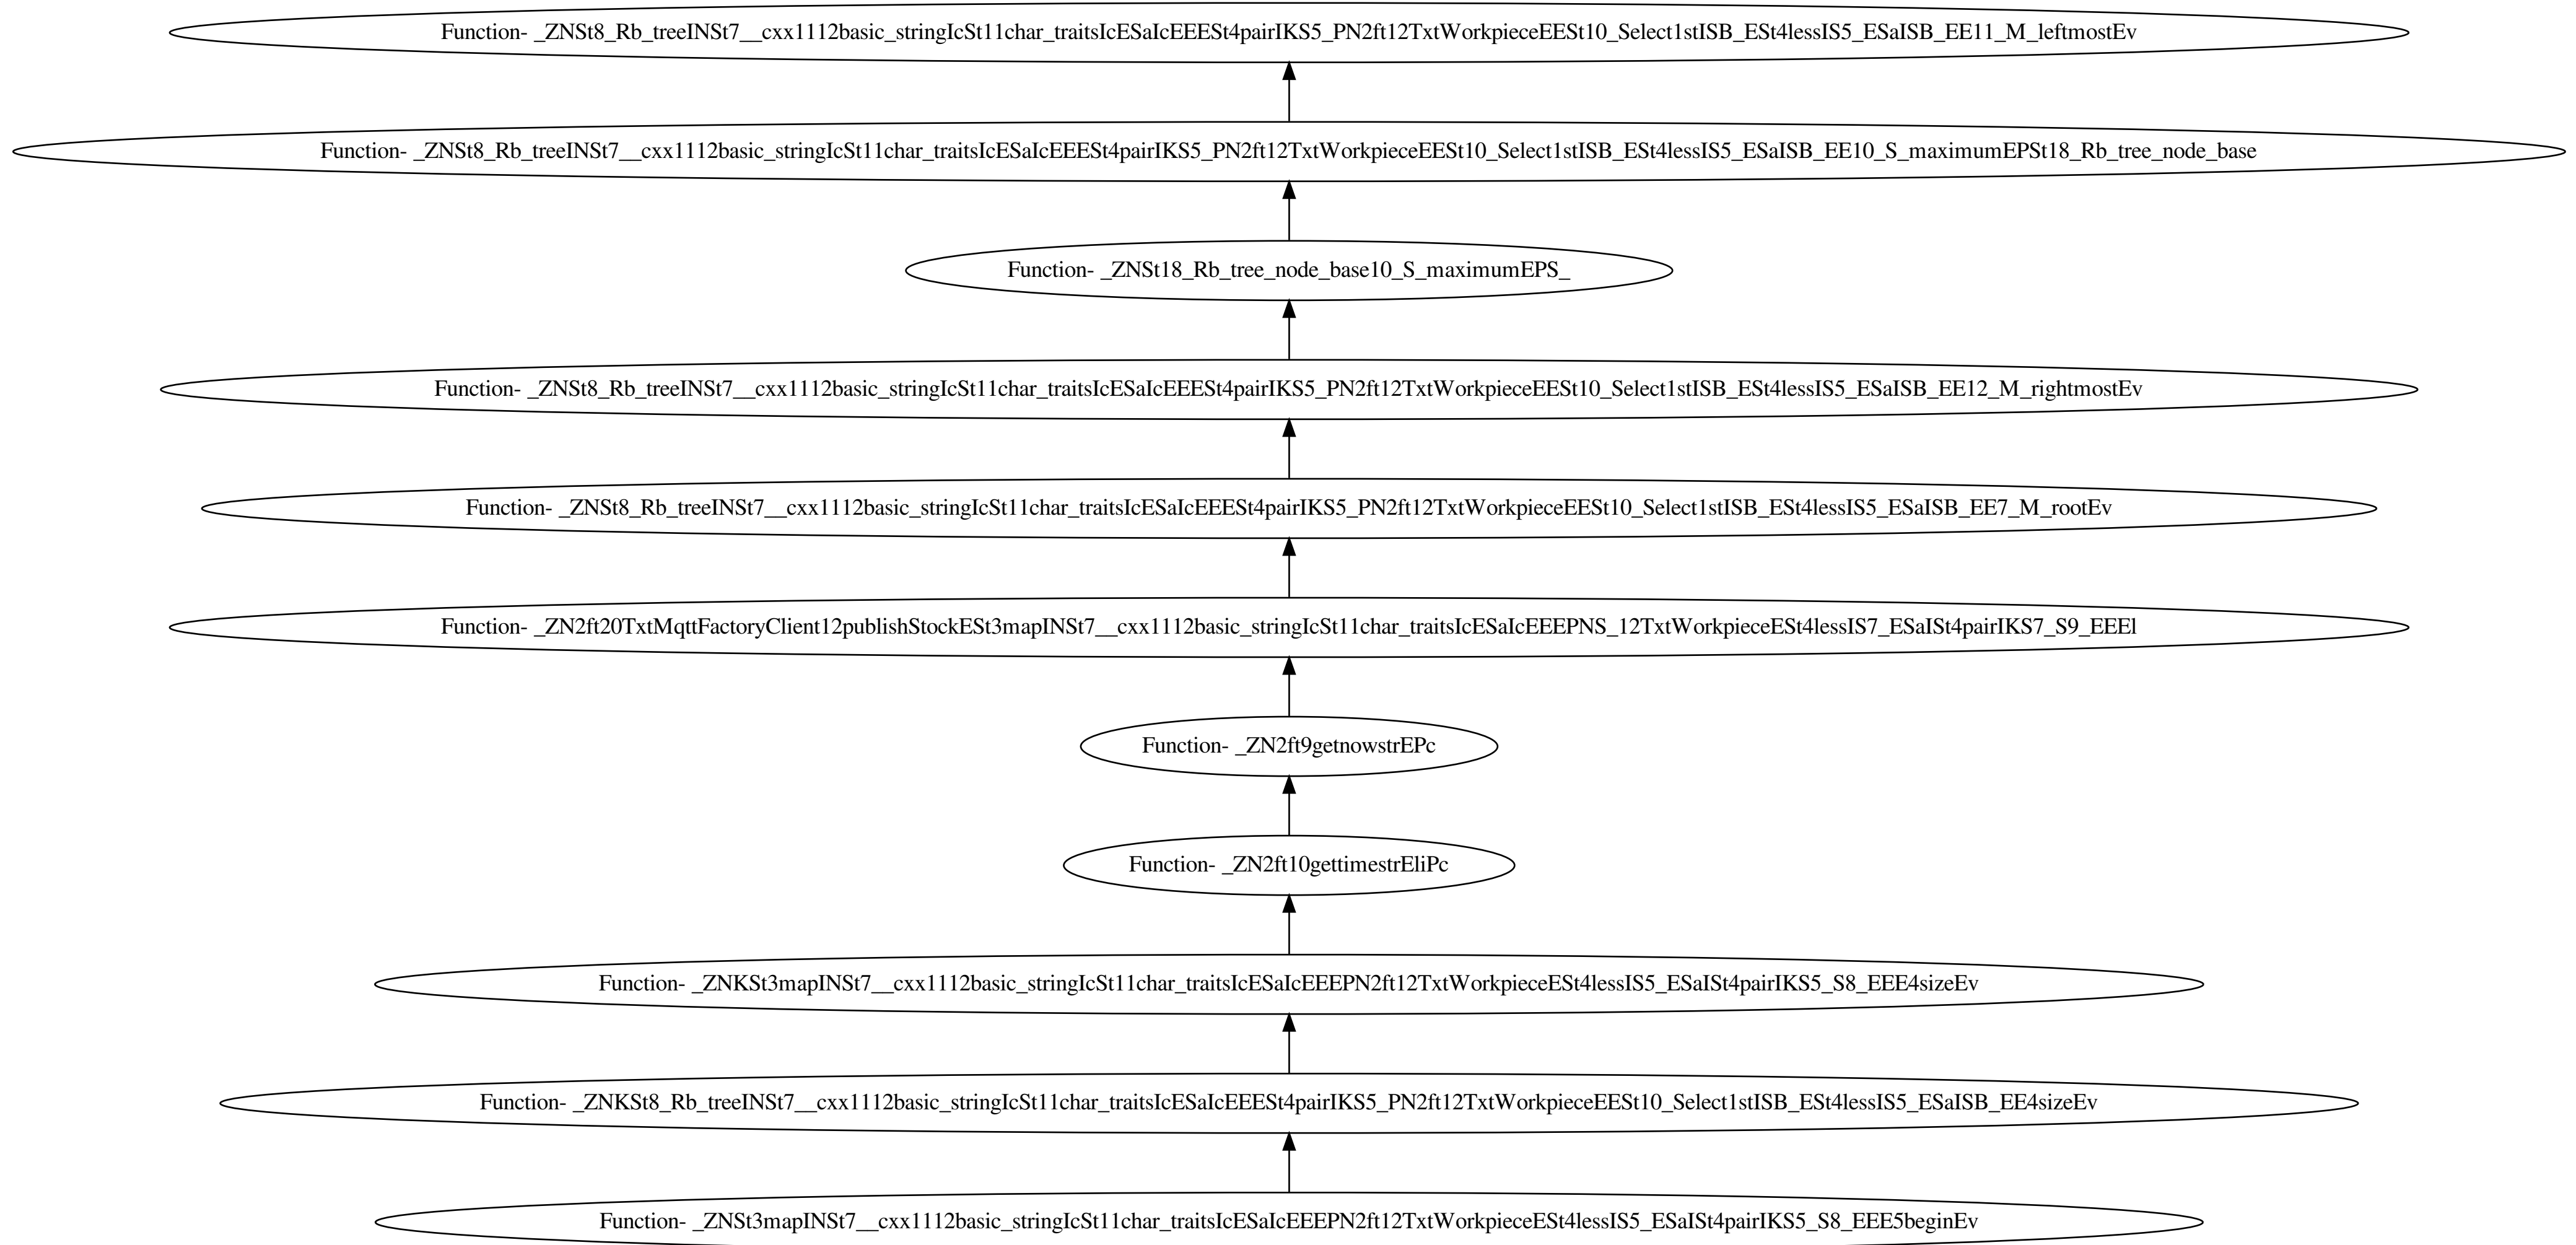 Function- _ZNSt8_Rb_treeINSt7__cxx1112basic_stringIcSt11char_traitsIcESaIcEEESt4pairIKS5_PN2ft12TxtWorkpieceEESt10_Select1stISB_ESt4lessIS5_ESaISB_EE11_M_leftmostEv
Function- _ZNSt8_Rb_treeINSt7__cxx1112basic_stringIcSt11char_traitsIcESaIcEEESt4pairIKS5_PN2ft12TxtWorkpieceEESt10_Select1stISB_ESt4lessIS5_ESaISB_EE10_S_maximumEPSt18_Rb_tree_node_base
Function- _ZNSt18_Rb_tree_node_base10_S_maximumEPS_
Function- _ZNSt8_Rb_treeINSt7__cxx1112basic_stringIcSt11char_traitsIcESaIcEEESt4pairIKS5_PN2ft12TxtWorkpieceEESt10_Select1stISB_ESt4lessIS5_ESaISB_EE12_M_rightmostEv
Function- _ZNSt8_Rb_treeINSt7__cxx1112basic_stringIcSt11char_traitsIcESaIcEEESt4pairIKS5_PN2ft12TxtWorkpieceEESt10_Select1stISB_ESt4lessIS5_ESaISB_EE7_M_rootEv
Function- _ZN2ft20TxtMqttFactoryClient12publishStockESt3mapINSt7__cxx1112basic_stringIcSt11char_traitsIcESaIcEEEPNS_12TxtWorkpieceESt4lessIS7_ESaISt4pairIKS7_S9_EEEl
Function- _ZN2ft9getnowstrEPc
Function- _ZN2ft10gettimestrEliPc
Function- _ZNKSt3mapINSt7__cxx1112basic_stringIcSt11char_traitsIcESaIcEEEPN2ft12TxtWorkpieceESt4lessIS5_ESaISt4pairIKS5_S8_EEE4sizeEv
Function- _ZNKSt8_Rb_treeINSt7__cxx1112basic_stringIcSt11char_traitsIcESaIcEEESt4pairIKS5_PN2ft12TxtWorkpieceEESt10_Select1stISB_ESt4lessIS5_ESaISB_EE4sizeEv
Function- _ZNSt3mapINSt7__cxx1112basic_stringIcSt11char_traitsIcESaIcEEEPN2ft12TxtWorkpieceESt4lessIS5_ESaISt4pairIKS5_S8_EEE5beginEv